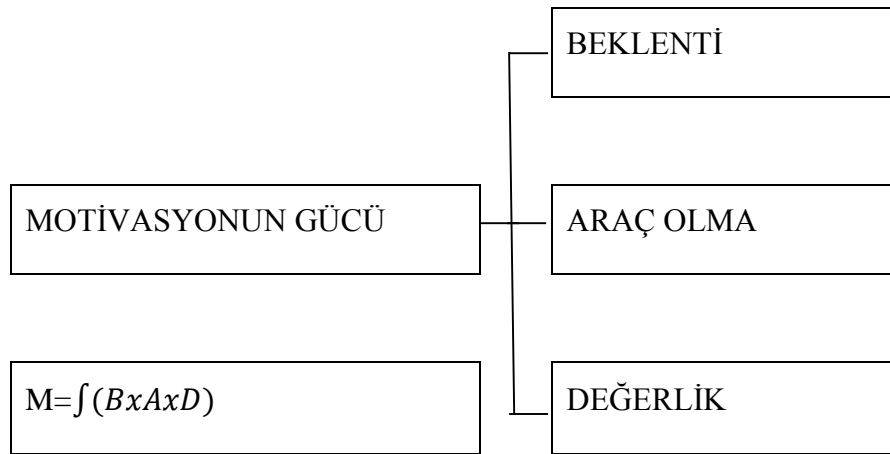 BEKLENTİ
MOTİVASYONUN GÜCÜ
ARAÇ OLMA
M=∫(BxAxD)
DEĞERLİK